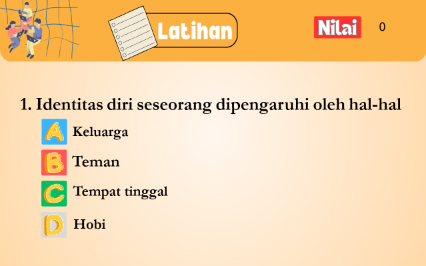 Latihan
Nilai 0
1. Identitas diri seseorang dipengaruhi oleh hal-hal
A Keluarga
B Teman
C Tempat tinggal
D Hobi